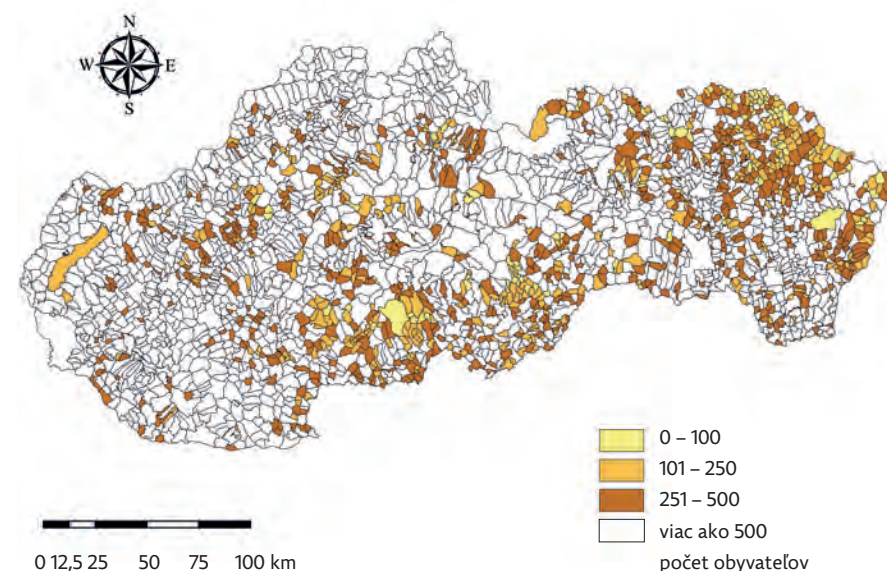 N
W E
S
0 – 100
101 – 250
251 – 500
viac ako 500
počet obyvateľov
0 12,5 25 50 75 100 km